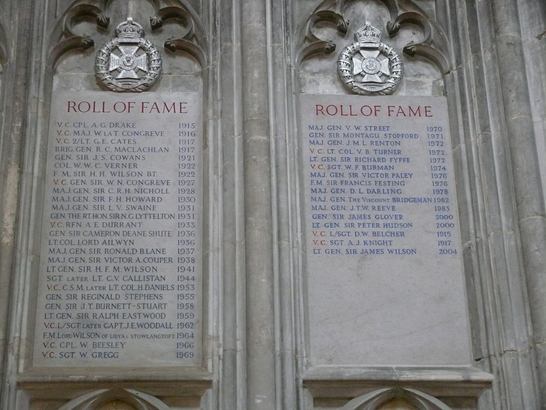 ROLL OF FAME
V.C. CPL. A.G. DRAKE 1915
V.C. MAJ. W. LA T. CONGREVE 1916
V.C. 2/LT. G.E. CATES 1917
BRIG. GEN. R.C. MACLACHLAN 1917
GEN. SIR J.S. COWANS 1921
COL. W.W.C. VERNER 1922
F.M. SIR H.H. WILSON BT. 1922
V.C. GEN. SIR W.N. CONGREVE 1927
MAJ. GEN. SIR C.R.H. NICHOLL 1928
MAJ. GEN. SIR F.H. HOWARD 1930
MAJ. GEN. SIR L.V. SWAINE 1931
GEN. THE RT. HON. SIR N.G. LYTTELTON 1931
V.C. RFN. A.E. DURRANT 1933
GEN. SIR CAMERON DEANE SHUTE 1936
LT. COL. LORD AILWYN 1936
MAJ. GEN. SIR RONALD B. LANE 1937
MAJ. GEN. SIR VICTOR A. COUPER 1938
LT. GEN. SIR H.F.M. WILSON 1941
SGT. LATER LT. C.V. CALLISTAN 1944
V.C. C.S.M. LATER LT. COL. H. DANIELS 1953
GEN. SIR REGINALD STEPHENS 1955
GEN. SIR J.T. BURNETT-STUART 1958
LT. GEN. SIR RALPH EASTWOOD 1959
V.C. L/SGT LATER CAPT. J.E. WOODALL 1962
F.M. LORD WILSON OF LIBYA & STOWLANGTOFT 1964
V.C. CPL. W. BEESLEY 1966
V.C. SGT. W. GREGG 1969
ROLL OF FAME
MAJ. GEN. V.W. STREET 1970
GEN. SIR MONTAGU STOPFORD 1971
MAJ. GEN. J.M.L. RENTON 1972
V.C. LT. COL. V.B. TURNER 1972
LT. GEN. SIR RICHARD FYFFE 1972
V.C. SGT. W.F. BURMAN 1974
MAJ. GEN. SIR VICTOR PALEY 1976
F.M. SIR FRANCIS FESTING 1976
MAJ. GEN. D.L. DARLING 1978
MAJ. GEN. THE VISCOUNT BRIDGEMAN 1982
MAJ. GEN. J.T.W. REEVE 1983
GEN. SIR JAMES GLOVER 2000
LT. GEN. SIR PETER HUDSON 2000
V.C. L/SGT. D.W. BELCHER 1915
V.C. SGT. A.J. KNIGHT 1917
LT. GEN. SIR JAMES WILSON 2004